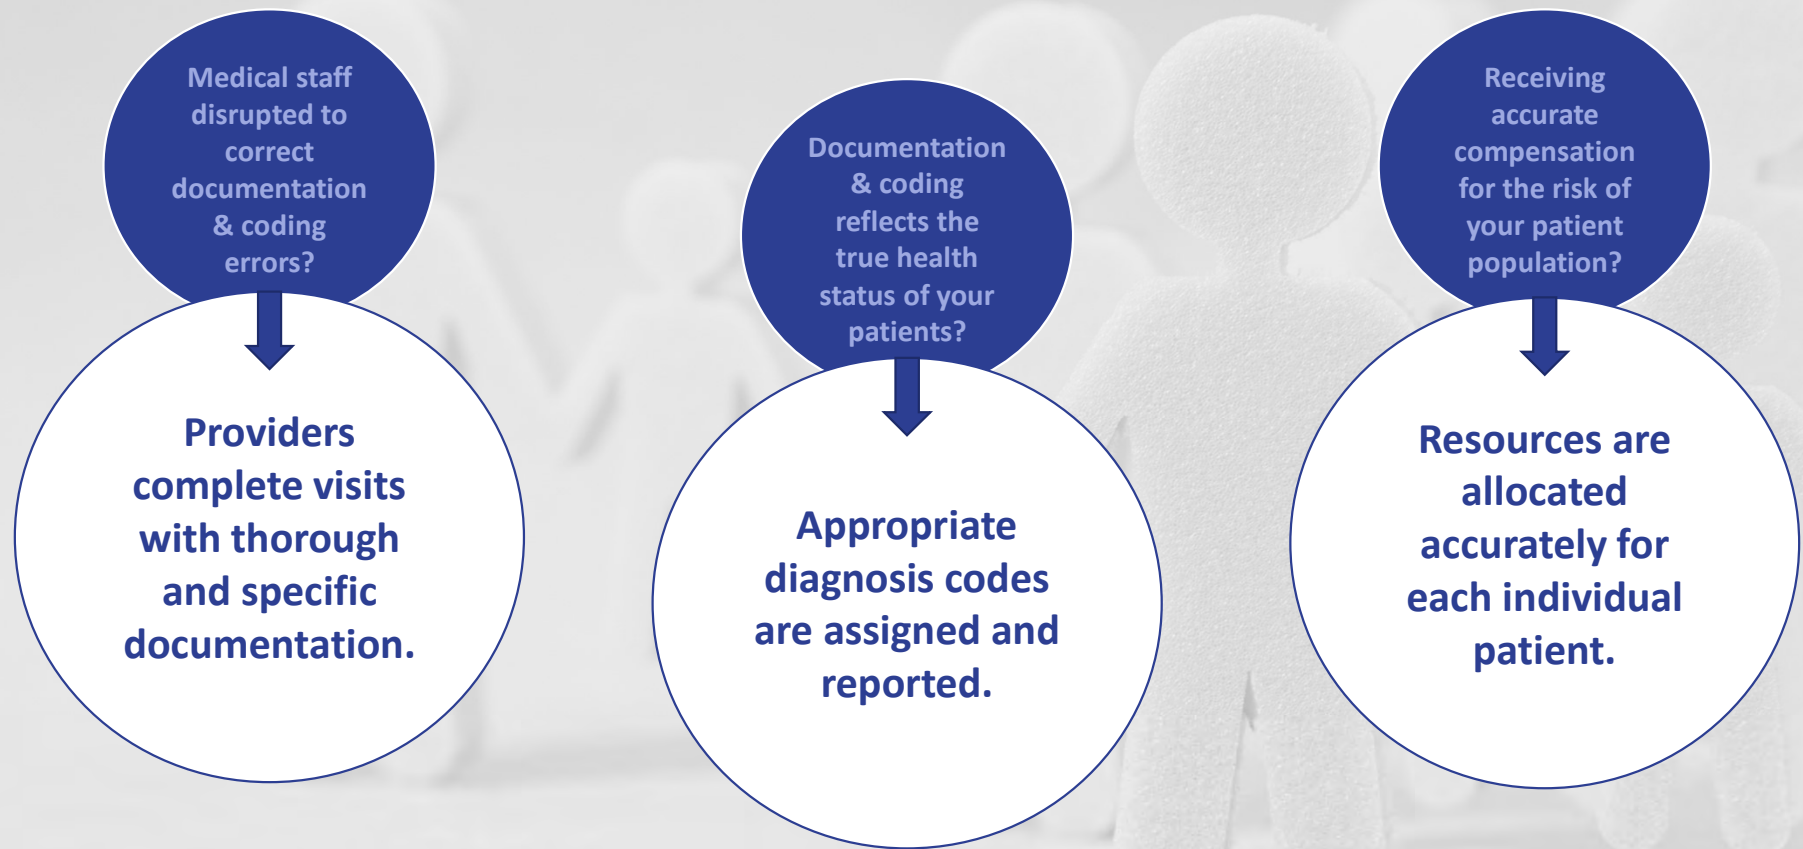 Medical staff
disrupted to
correct
documentation
& coding
errors?
Providers
complete visits
with thorough
and specific
documentation.
Documentation
& coding
reflects the
true health
status of your
patients?
Appropriate
diagnosis codes
are assigned and
reported.
Receiving
accurate
compensation
for the risk of
your patient
population?
Resources are
allocated
accurately for
each individual
patient.